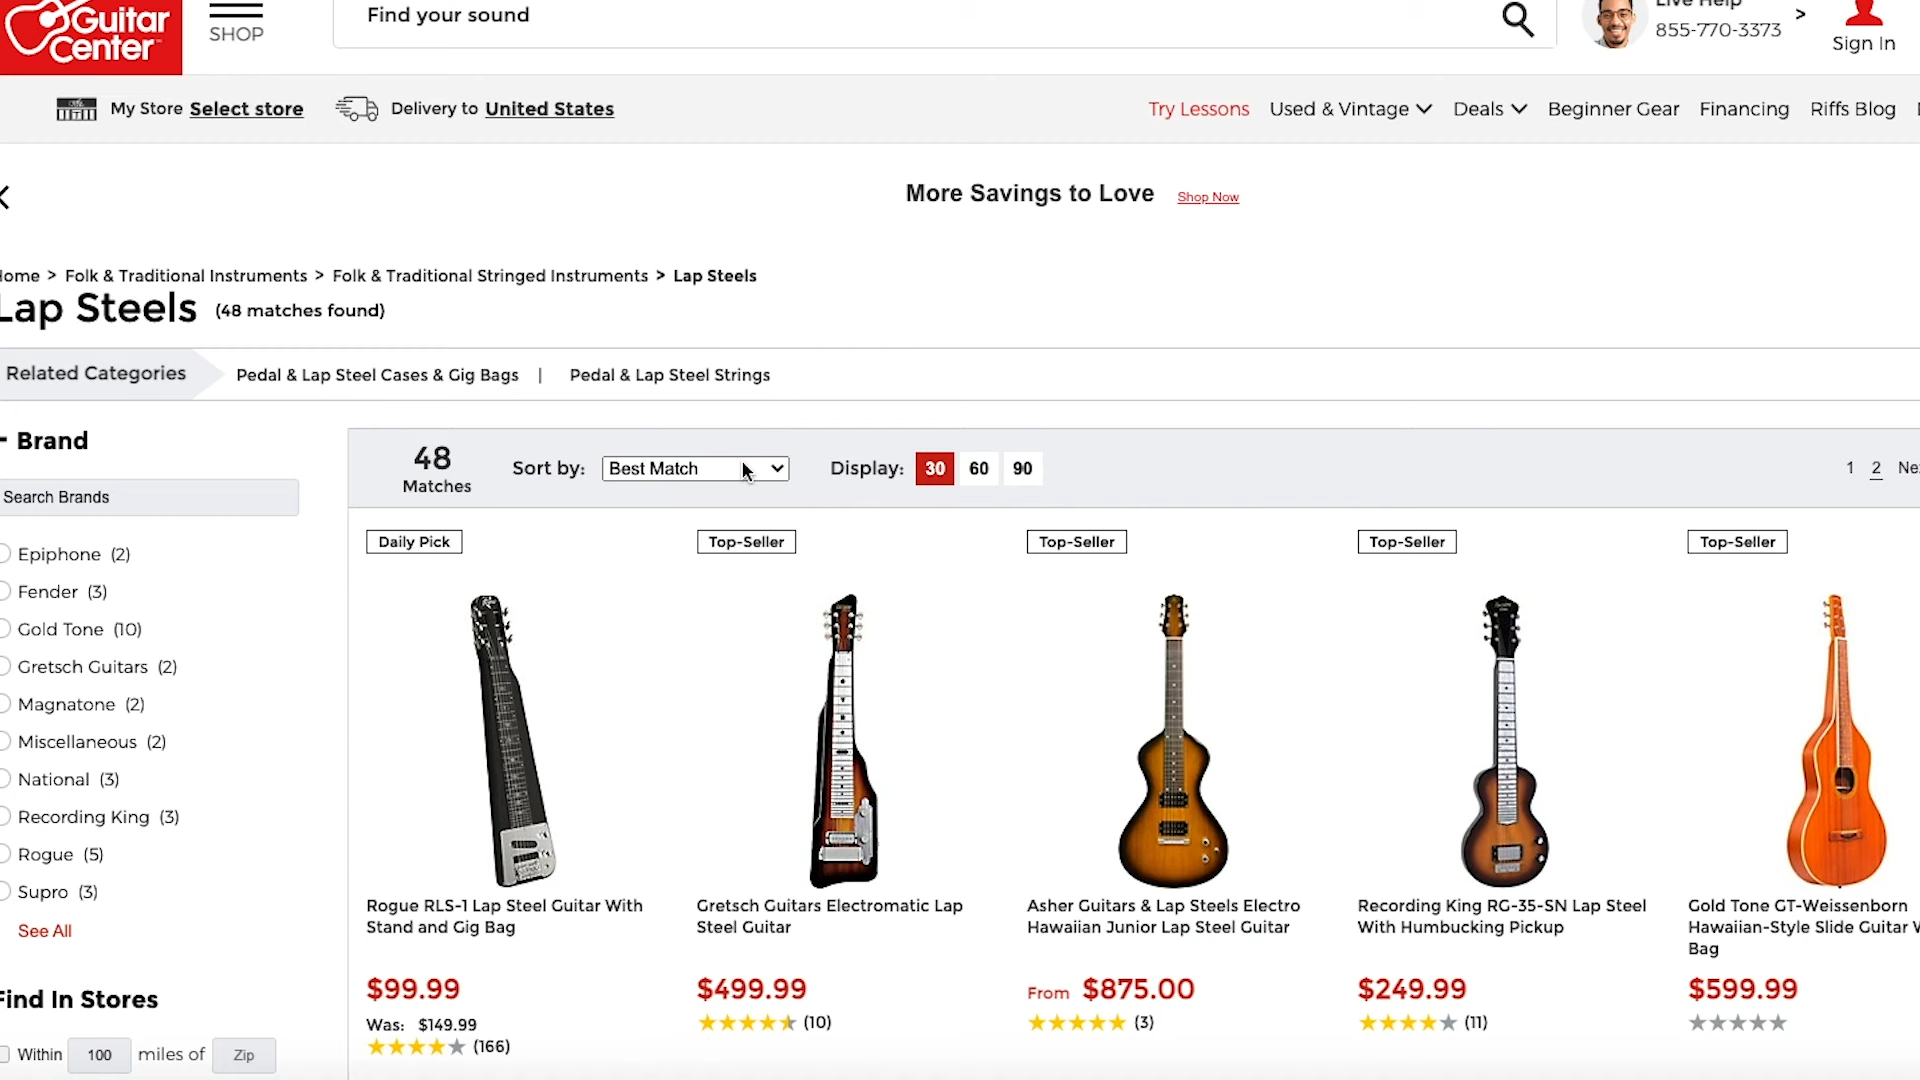 Guitar
Center
SHOP
Find your sound
Live Help
855-770-3373
>
Sign In
My Store Select store
Delivery to United States
Try Lessons
Used & Vintage
Deals
Beginner Gear
Financing
Riffs Blog
More Savings to Love
Shop Now
Home > Folk & Traditional Instruments > Folk & Traditional Stringed Instruments > Lap Steels
Lap Steels (48 matches found)
Related Categories
Pedal & Lap Steel Cases & Gig Bags | Pedal & Lap Steel Strings
- Brand
Search Brands
Epiphone (2)
Fender (3)
Gold Tone (10)
Gretsch Guitars (2)
Magnatone (2)
Miscellaneous (2)
National (3)
Recording King (3)
Rogue (5)
Supro (3)
See All
Find In Stores
Within 100 miles of Zip
48
Matches
Sort by: Best Match
Display: 30 60 90
1 2
Daily Pick
Rogue RLS-1 Lap Steel Guitar With
Stand and Gig Bag
$99.99
Was: $149.99
(166)
Top-Seller
Gretsch Guitars Electromatic Lap
Steel Guitar
$499.99
(10)
Top-Seller
Asher Guitars & Lap Steels Electro
Hawaiian Junior Lap Steel Guitar
From $875.00
(3)
Top-Seller
Recording King RG-35-SN Lap Steel
With Humbucking Pickup
$249.99
(11)
Top-Seller
Gold Tone GT-Weissenborn
Hawaiian-Style Slide Guitar
Bag
$599.99